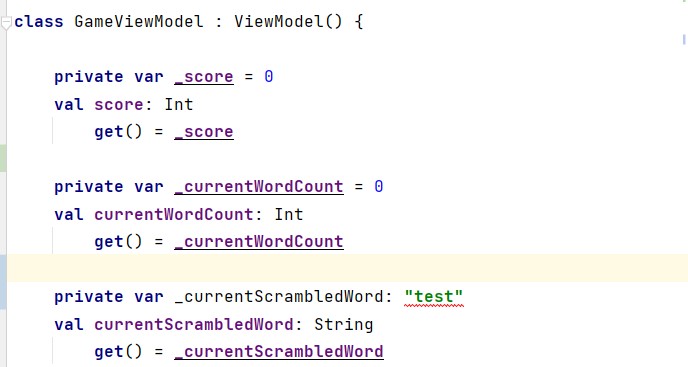 class GameViewModel : ViewModel() {
private var _score = 0
val score: Int
get() = _score
private var _currentWordCount = 0
val currentWordCount: Int
get() = _currentWordCount
private var _currentScrambledWord: "test"
val currentScrambledWord: String
get() = _currentScrambledWord